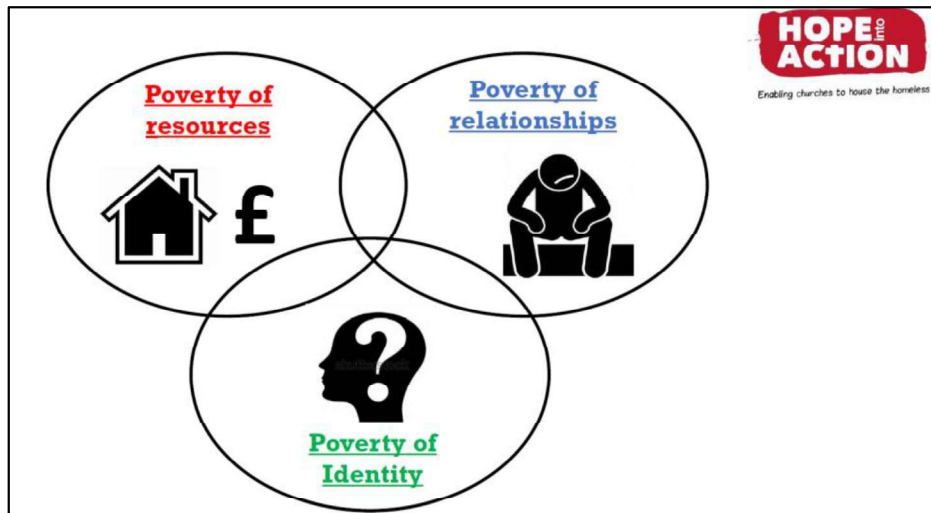 HOPE into
ACTION
Enabling churches to house the homeless
Poverty of
resources
£
Poverty of
relationships
?
Poverty of
Identity